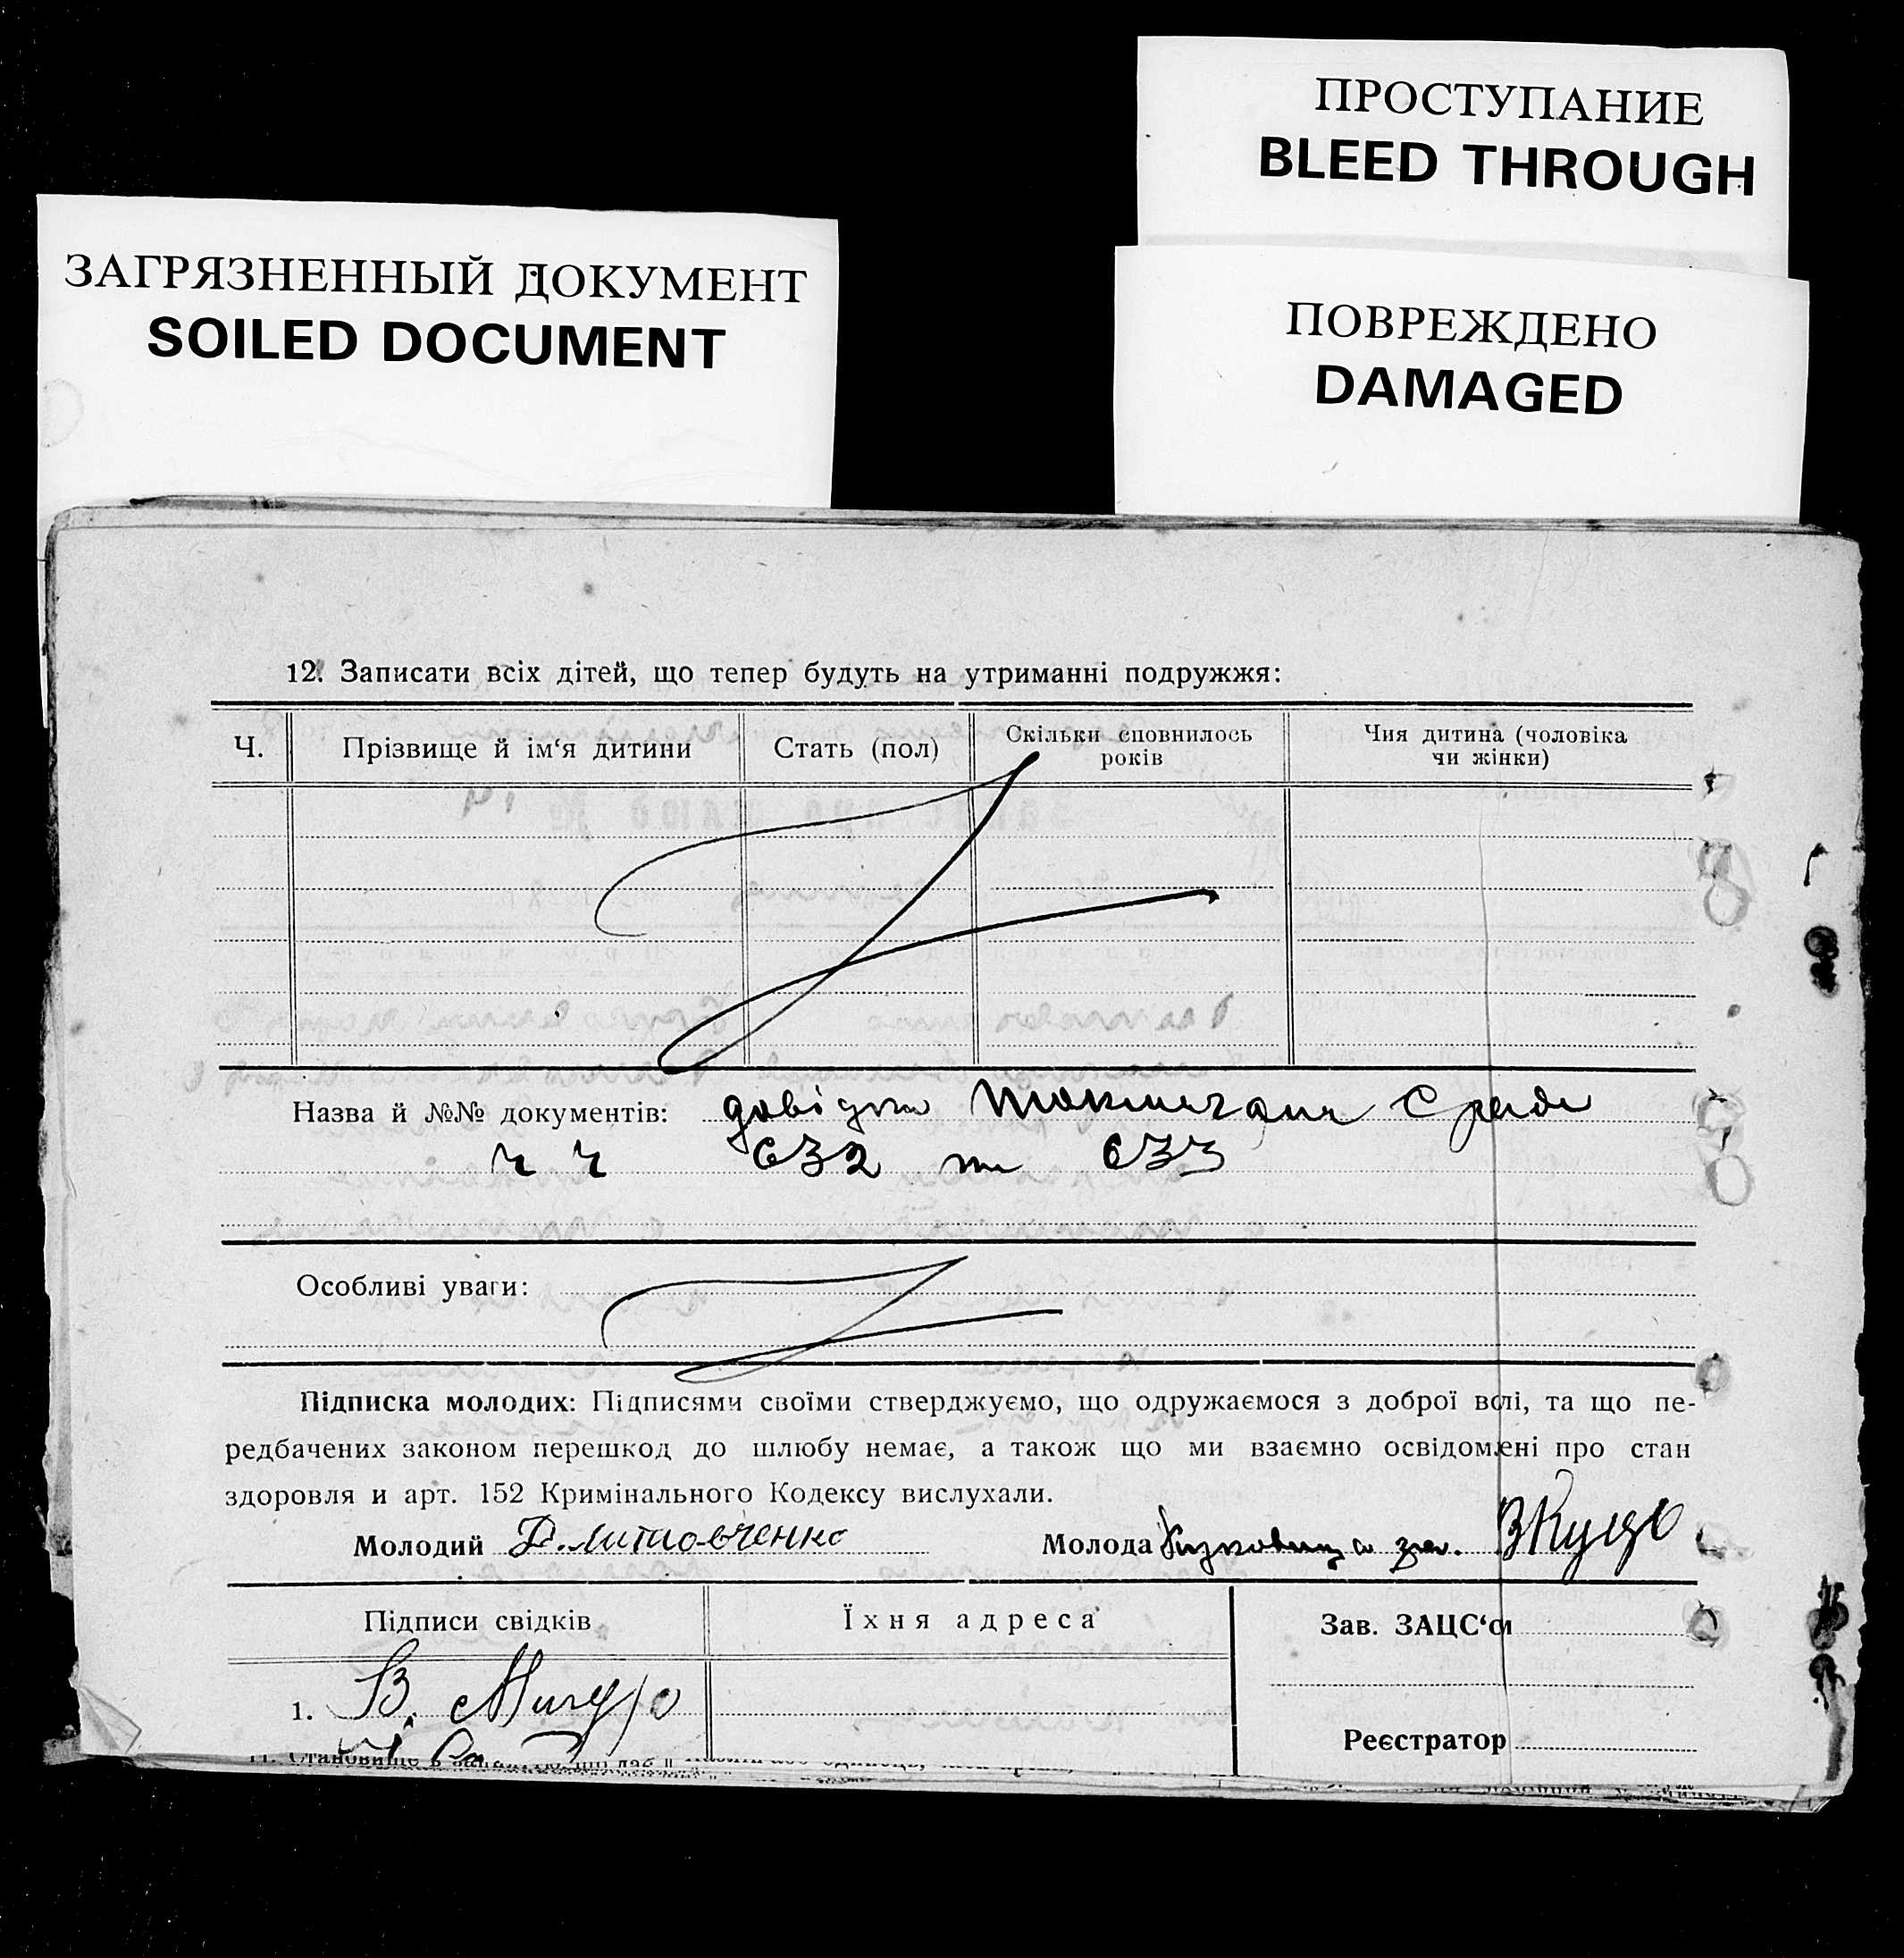 ПРОСТУПАНИЕ
BLEED THROUGH
ЗАГРЯЗНЕННЫЙ ДОКУМЕНТ
SOILED DOCUMENT
ПОВРЕЖДЕНО
DAMAGED
12. Записати всіх дітей, що тепер будуть на утриманні подружжя:
Ч. Прізвище й ім‘я дитини Стать (пол) Скільки сповнилось років Чия дитина (чоловіка чи жінки)
Назва й №№ документів: довідки
ч ч 632 та 633
Особливі уваги:
Підписка молодих: Підписями своїми стверджуємо, що одружаємося з доброї волі, та що пе-
редбачених законом перешкод до шлюбу немає, а також що ми взаємно освідомлені про стан
здоровля и арт. 152 Кримінального Кодексу вислухали.
Молодий Литовченко Молода
Підписи свідків Їхня адреса Зав. ЗАЦС‘ом
1. В.
Реєстратор
11. Становище в